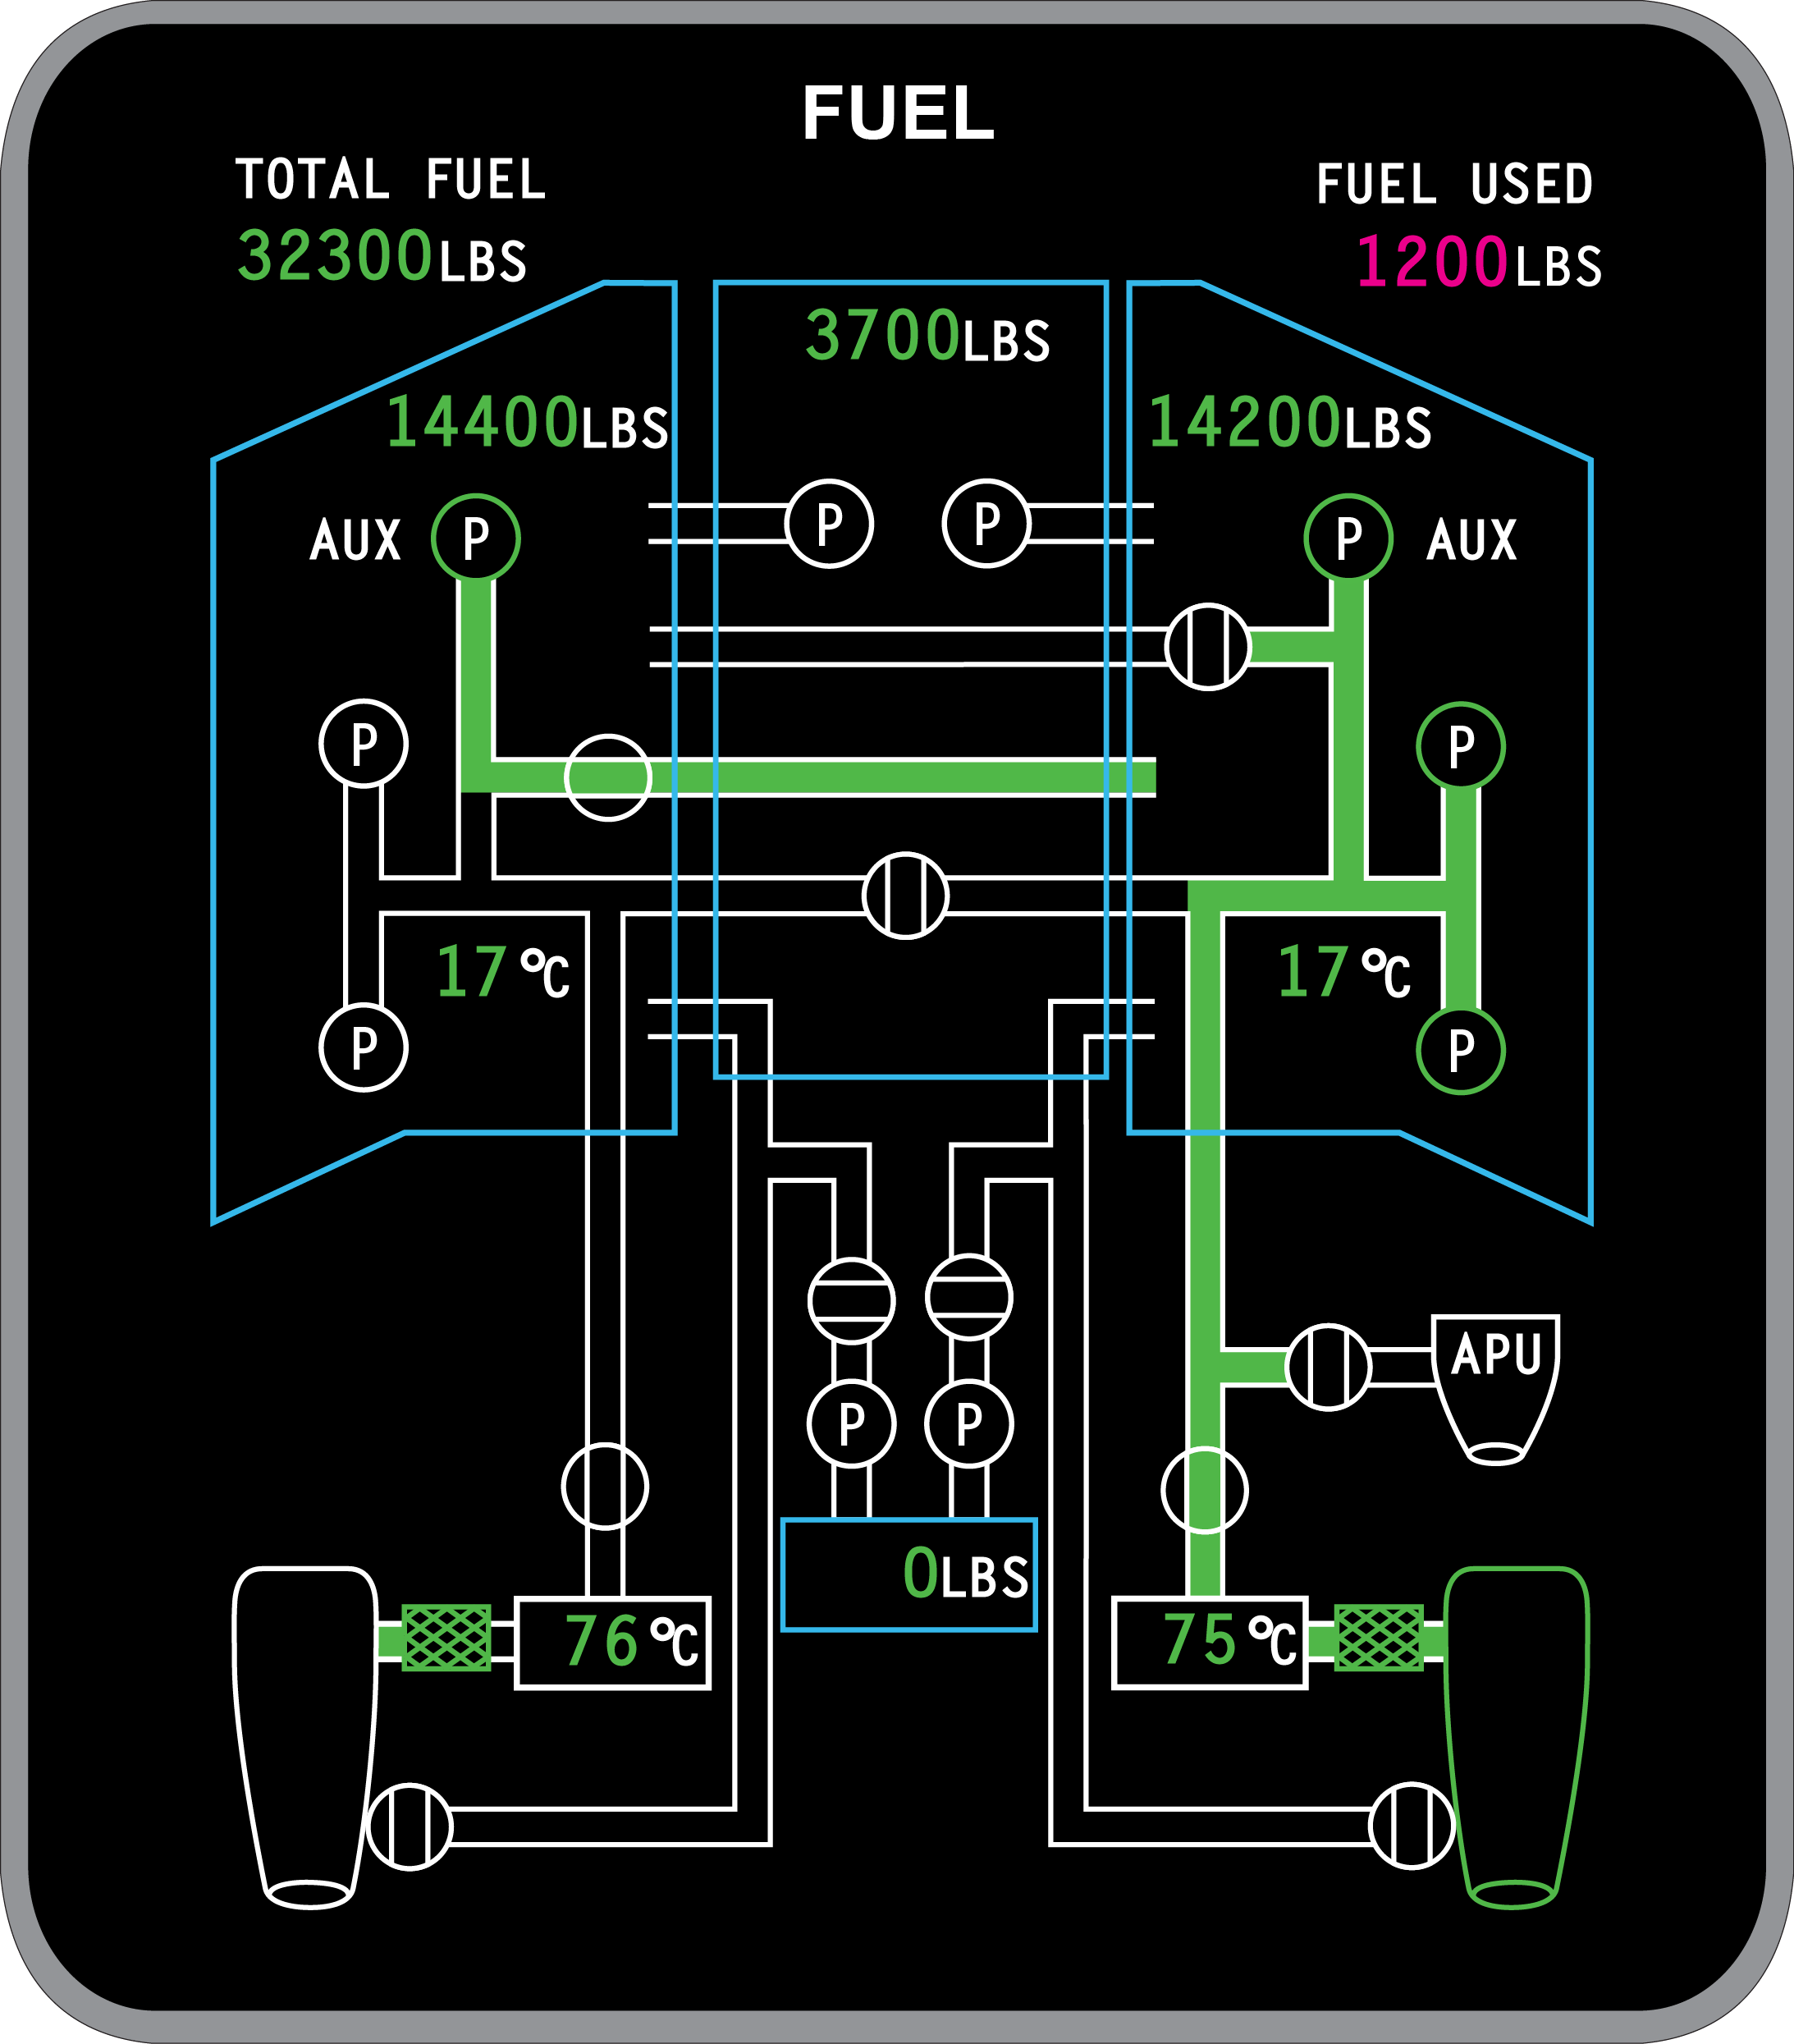 FUEL
TOTAL FUEL
32300LBS
FUEL USED
1200LBS
3700LBS
14400LBS
14200LBS
AUX P
P P
P AUX
P
P
17°C
17°C
P
P
APU
P P
0LBS
76°C
75°C